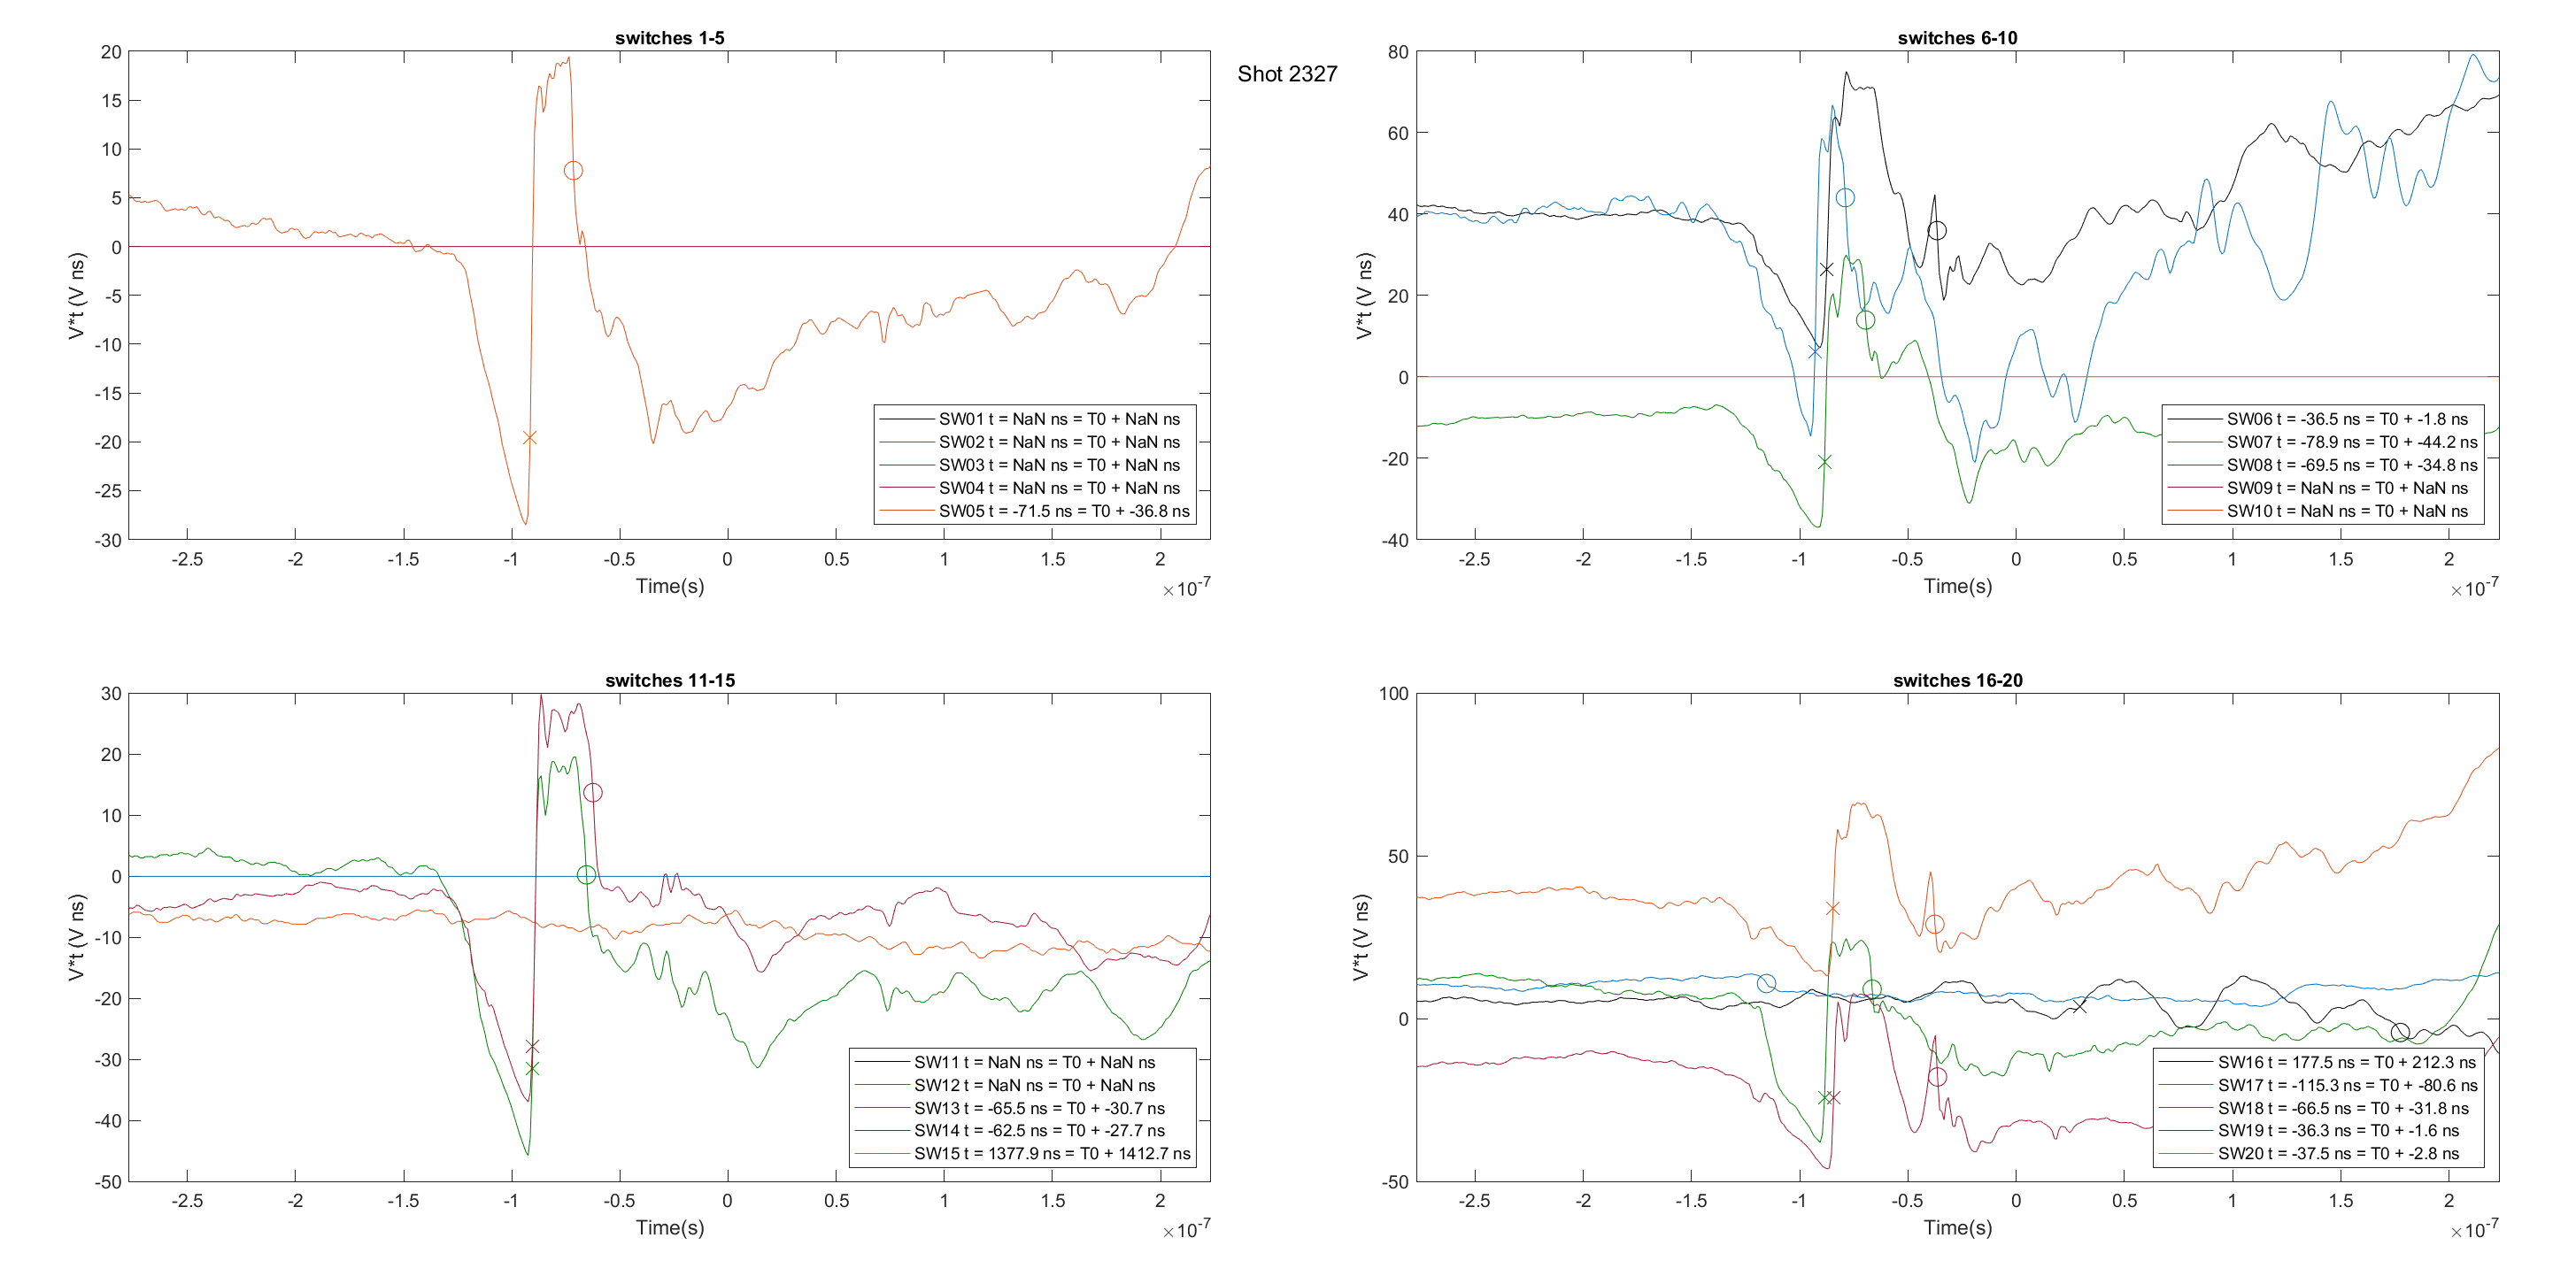 Shot 2327
switches 1-5
20
15
10
5
0
-5
-10
-15
-20
-25
-30
V*t (V ns)
-2.5 -2 -1.5 -1 -0.5 0 0.5 1 1.5 2
Time(s)
×10-7
SW01 t = NaN ns = T0 + NaN ns
SW02 t = NaN ns = T0 + NaN ns
SW03 t = NaN ns = T0 + NaN ns
SW04 t = NaN ns = T0 + NaN ns
SW05 t = -71.5 ns = T0 + -36.8 ns
switches 6-10
80
60
40
20
0
-20
-40
V*t (V ns)
-2.5 -2 -1.5 -1 -0.5 0 0.5 1 1.5 2
Time(s)
×10-7
SW06 t = -36.5 ns = T0 + -1.8 ns
SW07 t = -78.9 ns = T0 + -44.2 ns
SW08 t = -69.5 ns = T0 + -34.8 ns
SW09 t = NaN ns = T0 + NaN ns
SW10 t = NaN ns = T0 + NaN ns
switches 11-15
30
20
10
0
-10
-20
-30
-40
-50
V*t (V ns)
-2.5 -2 -1.5 -1 -0.5 0 0.5 1 1.5 2
Time(s)
×10-7
SW11 t = NaN ns = T0 + NaN ns
SW12 t = NaN ns = T0 + NaN ns
SW13 t = -65.5 ns = T0 + -30.7 ns
SW14 t = -62.5 ns = T0 + -27.7 ns
SW15 t = 1377.9 ns = T0 + 1412.7 ns
switches 16-20
100
50
0
-50
V*t (V ns)
-2.5 -2 -1.5 -1 -0.5 0 0.5 1 1.5 2
Time(s)
×10-7
SW16 t = 177.5 ns = T0 + 212.3 ns
SW17 t = -115.3 ns = T0 + -80.6 ns
SW18 t = -66.5 ns = T0 + -31.8 ns
SW19 t = -36.3 ns = T0 + -1.6 ns
SW20 t = -37.5 ns = T0 + -2.8 ns